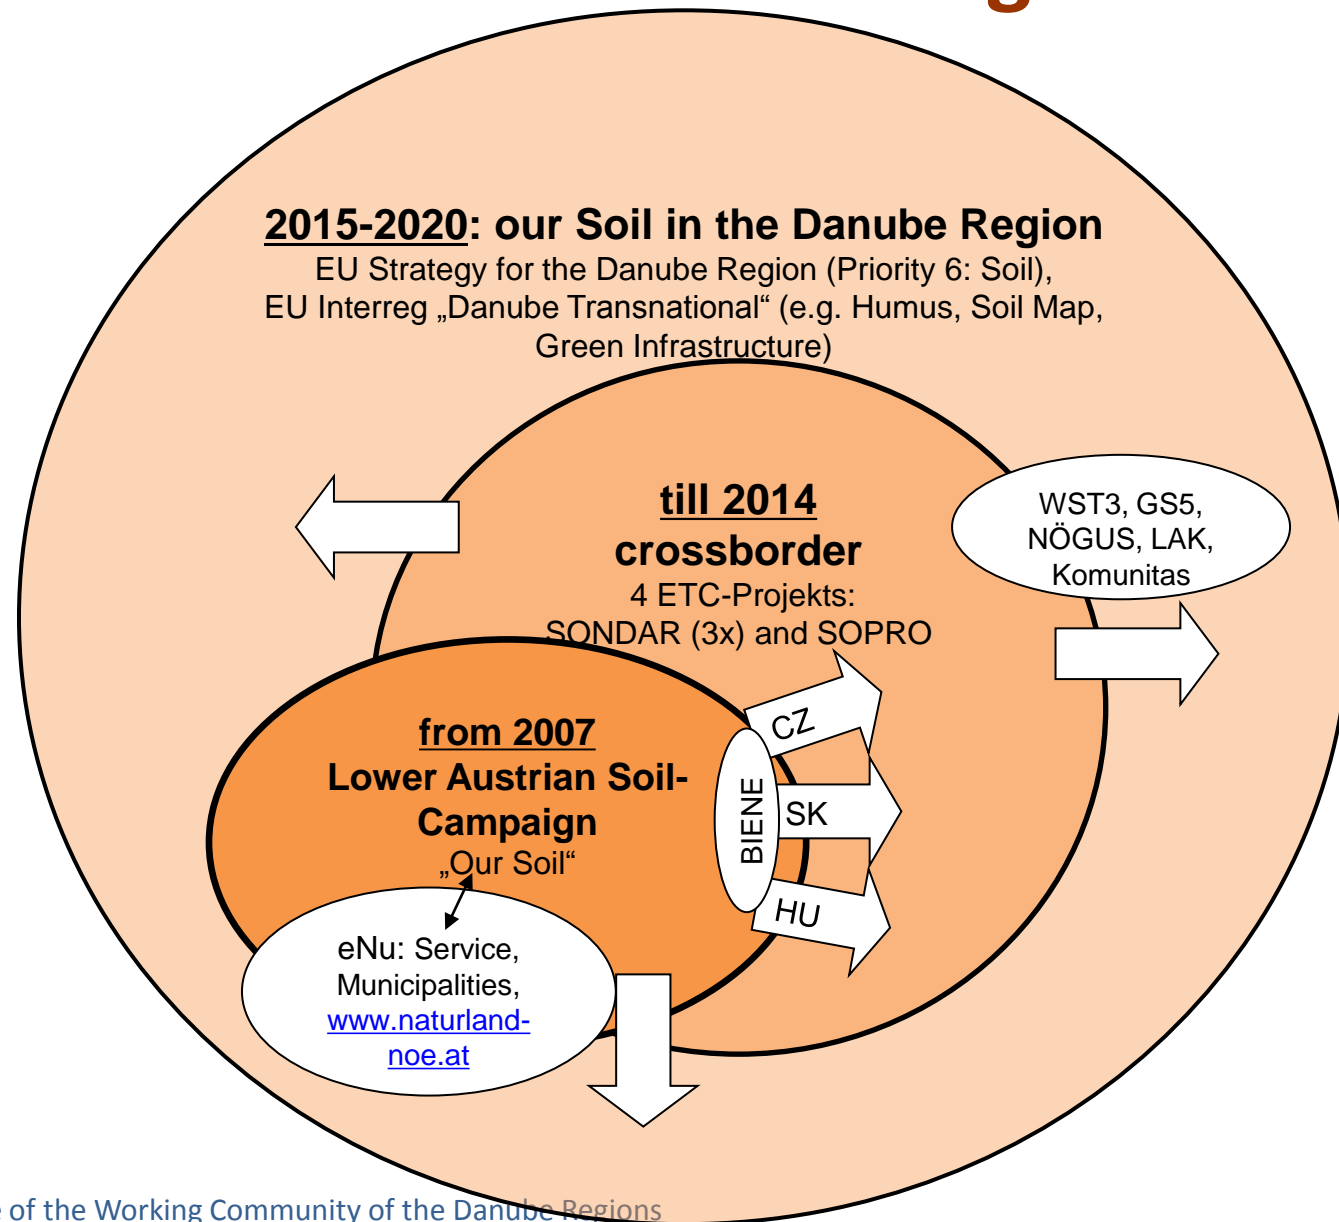 2015-2020: our Soil in the Danube Region
EU Strategy for the Danube Region (Priority 6: Soil),
EU Interreg „Danube Transnational“ (e.g. Humus, Soil Map,
Green Infrastructure)
till 2014
crossborder
4 ETC-Projekts:
SONDAR (3x) and SOPRO
WST3, GS5,
NÖGUS, LAK,
Komunitas
from 2007
Lower Austrian Soil-
Campaign
„Our Soil“
BIENE
CZ
SK
HU
eNu: Service,
Municipalities,
www.naturland-
noe.at
of the Working Community of the Danube Regions